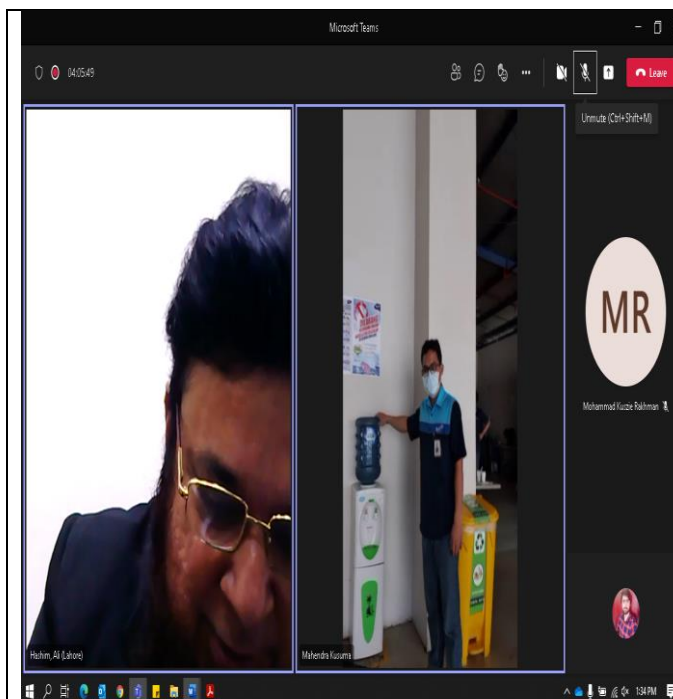 Microsoft Teams
04:05:49
Leave
Unmute (Ctrl+Shift+M)
MR
Mohammad Kuszie Rakhman
Hashim, Ali (Lahore)
Mahendra Kusuma
1:34 PM